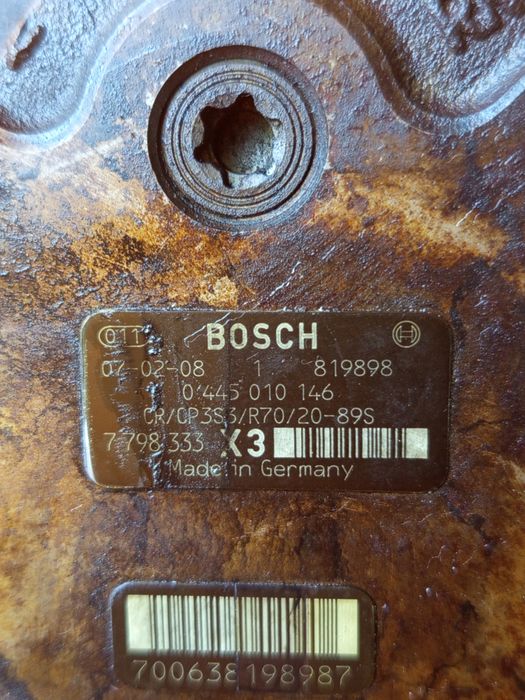 011 BOSCH
07-02-08 1 819898
0 445 010 146
CR/CP3S3/R70/20-89S
7 798 333 X3
Made in Germany
700638198987